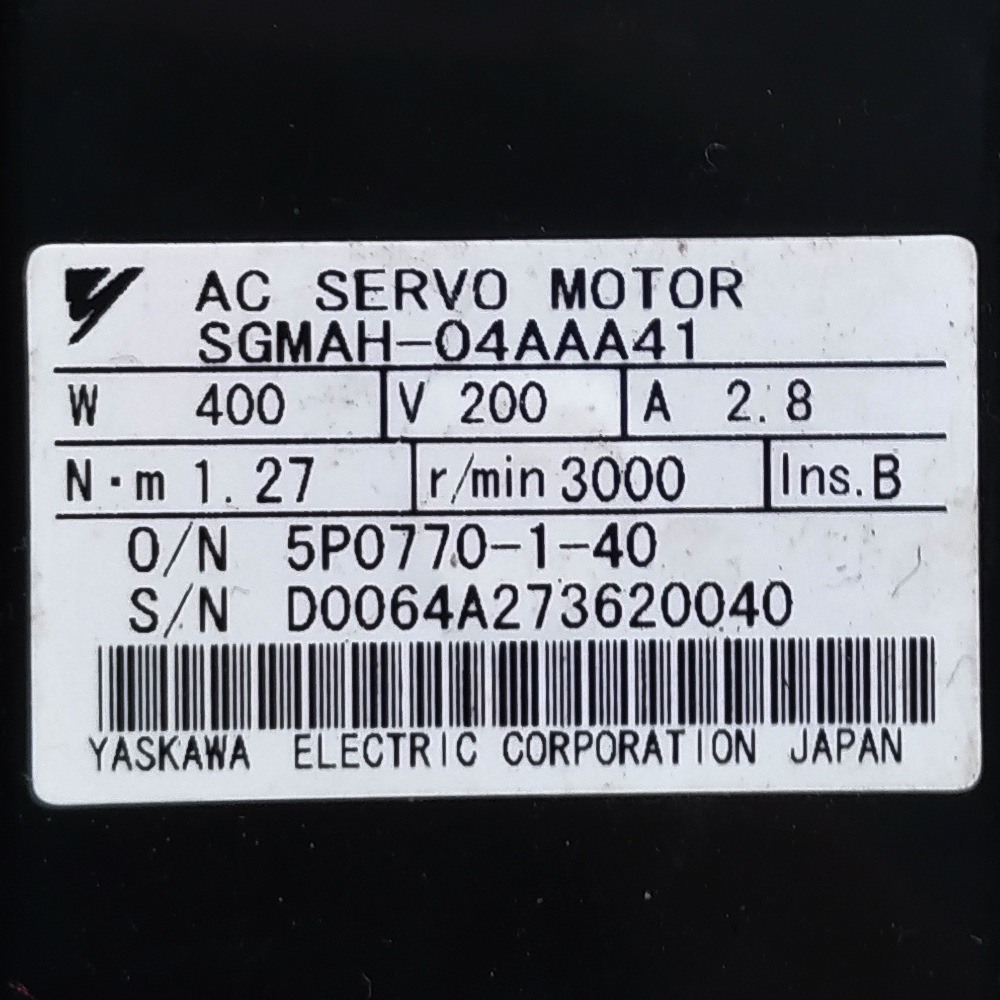 AC SERVO MOTOR
SGMAH-04AAA41
W 400 V 200 A 2.8
N·m 1.27 r/min 3000 Ins.B
O/N 5P0770-1-40
S/N D0064A273620040
YASKAWA ELECTRIC CORPORATION JAPAN